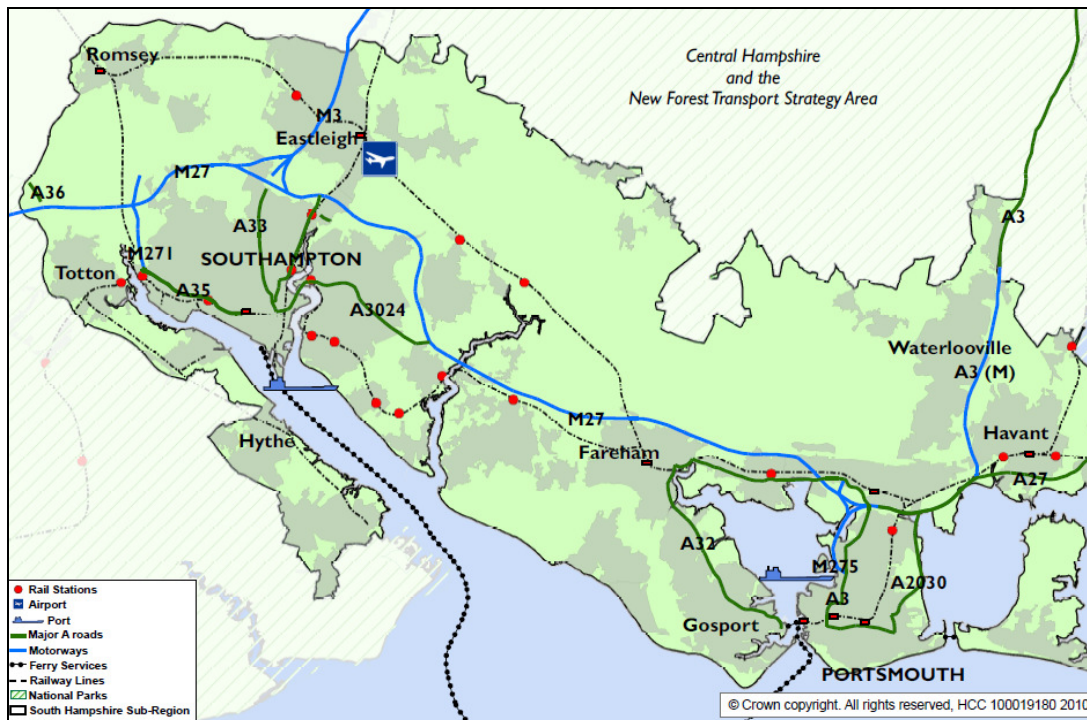 Romsey
Central Hampshire
and the
New Forest Transport Strategy Area
M3
Eastleigh
M27
A36
A33
A3
M271
SOUTHAMPTON
Totton
A35
A3024
Waterlooville
A3 (M)
M27
Hythe
Fareham
Havant
A27
A32
M275
A2030
A3
Gosport
PORTSMOUTH
Rail Stations
Airport
Port
Major A roads
Motorways
Ferry Services
Railway Lines
National Parks
South Hampshire Sub-Region
© Crown copyright. All rights reserved, HCC 100019180 2010